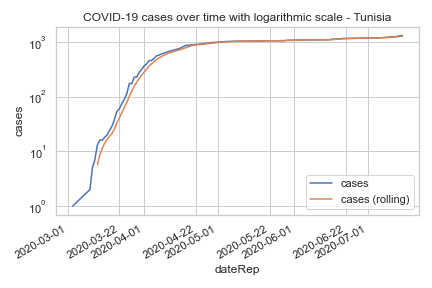 COVID-19 cases over time with logarithmic scale - Tunisia
10³
10²
10¹
10⁰
cases
cases
cases (rolling)
2020-03-01
2020-03-22
2020-04-01
2020-04-22
2020-05-01
2020-05-22
2020-06-01
2020-06-22
2020-07-01
dateRep